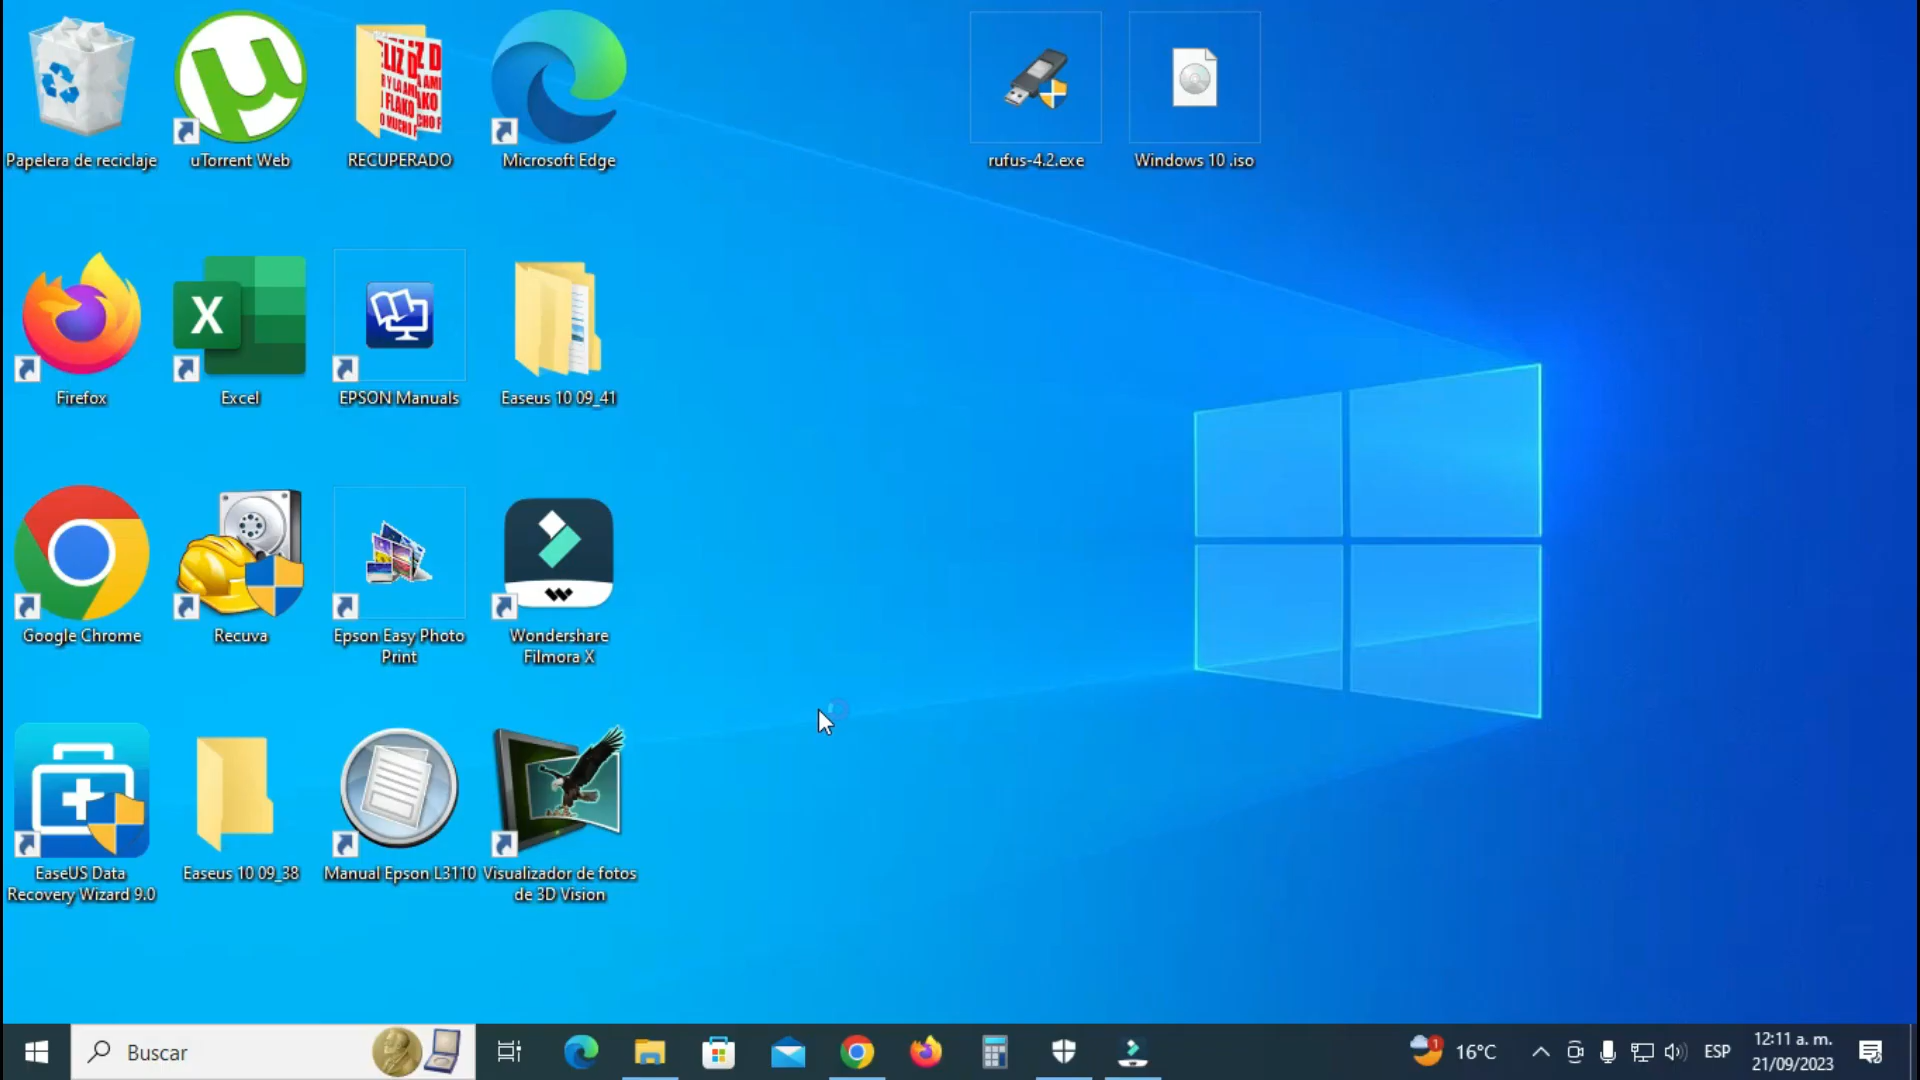 Papelera de reciclaje
uTorrent Web
RECUPERADO
Microsoft Edge
rufus-4.2.exe
Windows 10 .iso
Firefox
Excel
EPSON Manuals
Easeus 10 09_41
Google Chrome
Recuva
Epson Easy Photo
Print
Wondershare
Filmora X
EaseUS Data
Recovery Wizard 9.0
Easeus 10 09_38
Manual Epson L3110
Visualizador de fotos
de 3D Vision
Buscar
1
16°C
ESP
12:11 a. m.
21/09/2023